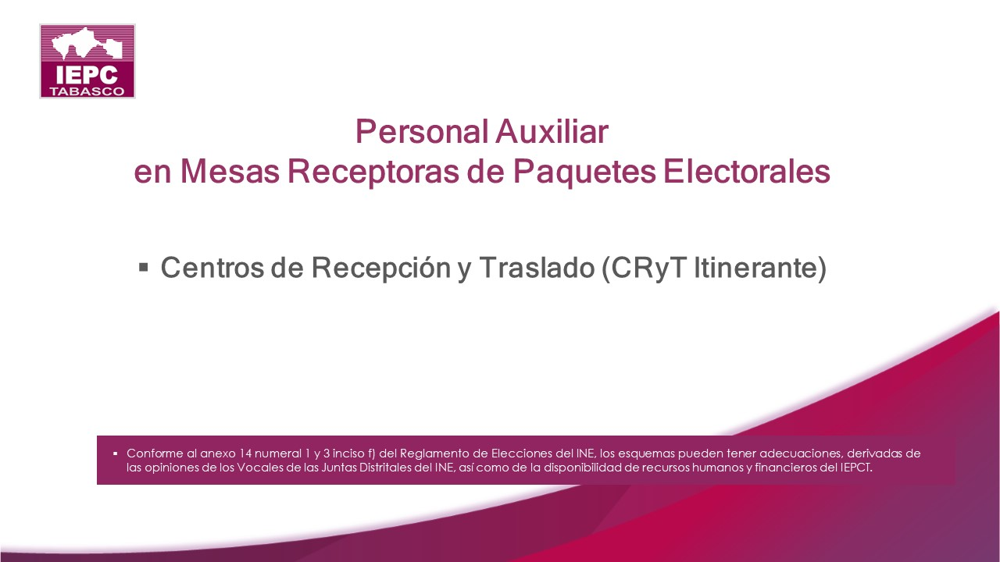 IEPC
TABASCO
Personal Auxiliar
en Mesas Receptoras de Paquetes Electorales
▪ Centros de Recepción y Traslado (CRyT Itinerante)
▪ Conforme al anexo 14 numeral 1 y 3 inciso f) del Reglamento de Elecciones del INE, los esquemas pueden tener adecuaciones, derivadas de
las opiniones de los Vocales de las Juntas Distritales del INE, así como de la disponibilidad de recursos humanos y financieros del IEPCT.